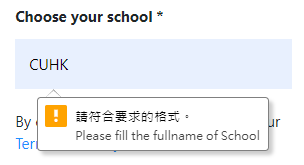 Choose your school *
CUHK
請符合要求的格式。
Please fill the fullname of School
By
ur
Term